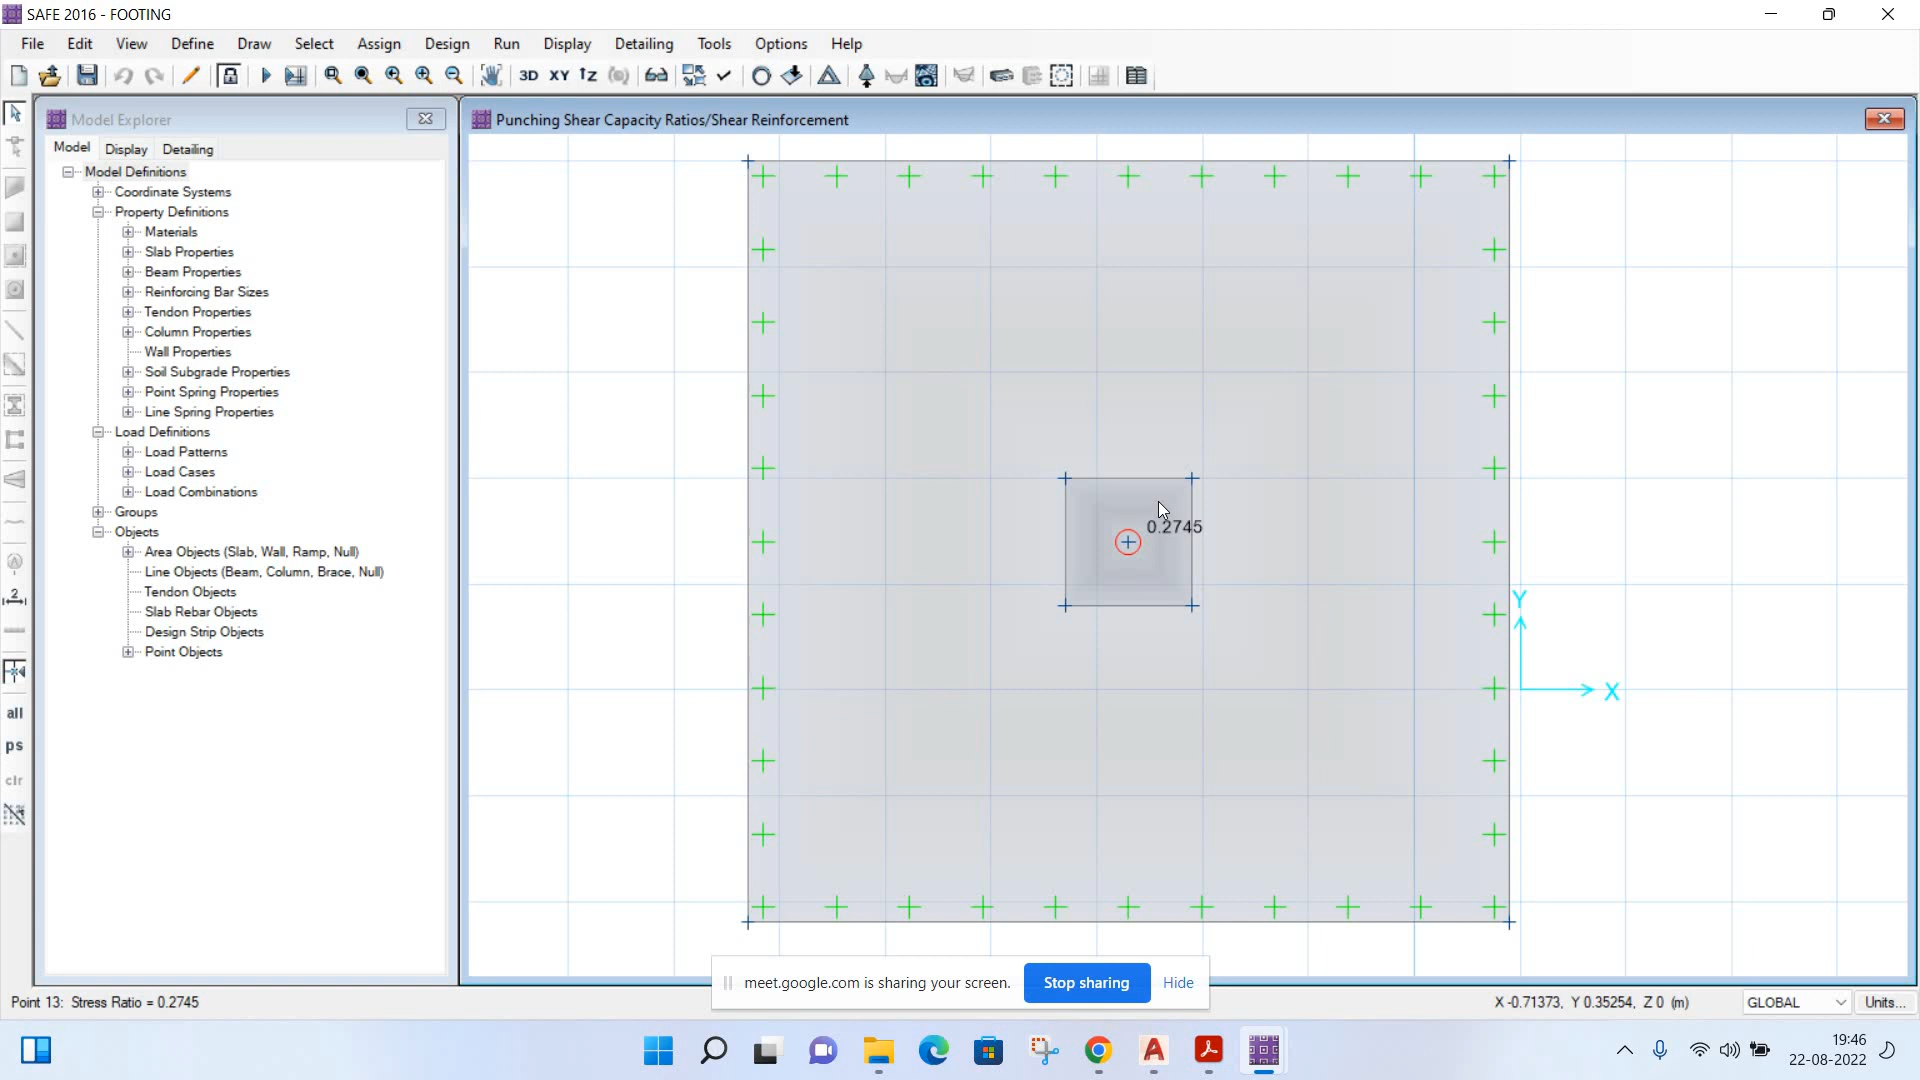 SAFE 2016 - FOOTING
File Edit View Define Draw Select Assign Design Run Display Detailing Tools Options Help
3D XY
Model Explorer
Punching Shear Capacity Ratios/Shear Reinforcement
Model Display Detailing
Model Definitions
Coordinate Systems
Property Definitions
Materials
Slab Properties
Beam Properties
Reinforcing Bar Sizes
Tendon Properties
Column Properties
Wall Properties
Soil Subgrade Properties
Point Spring Properties
Line Spring Properties
Load Definitions
Load Patterns
Load Cases
Load Combinations
Groups
Objects
Area Objects (Slab, Wall, Ramp, Null)
Line Objects (Beam, Column, Brace, Null)
Tendon Objects
Slab Rebar Objects
Design Strip Objects
Point Objects
all
ps
clr
0.2745
Y
X
meet.google.com is sharing your screen. Stop sharing Hide
Point 13: Stress Ratio = 0.2745
X -0.71373, Y 0.35254, Z 0 (m)
GLOBAL
Units...
19:46
22-08-2022